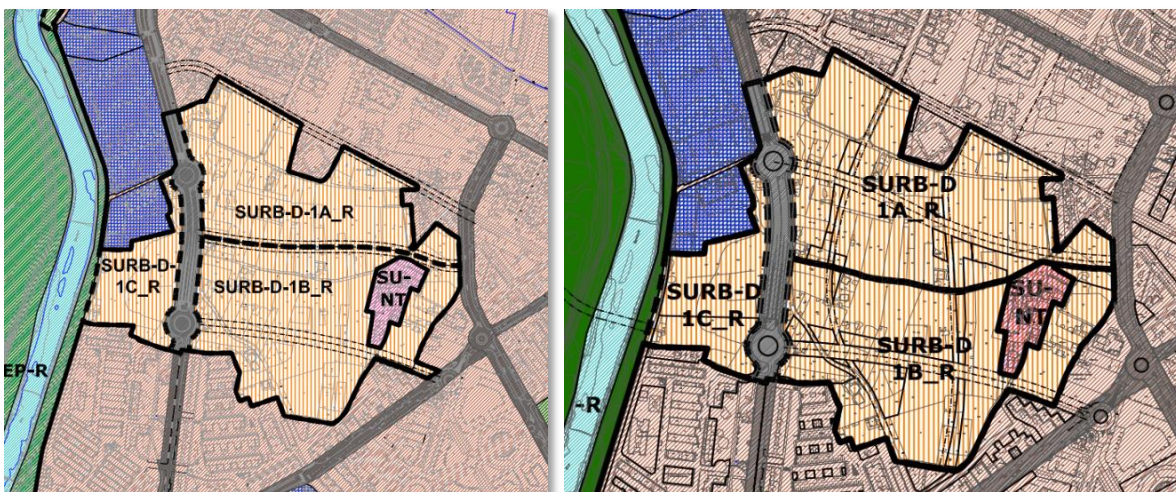 SURB-D-1A_R
SURB-D-
1C_R
SURB-D-1B_R
SU-
NT
EP-R
SURB-D
1A_R
SURB-D
1C_R
SU-
NT
SURB-D
1B_R
-R